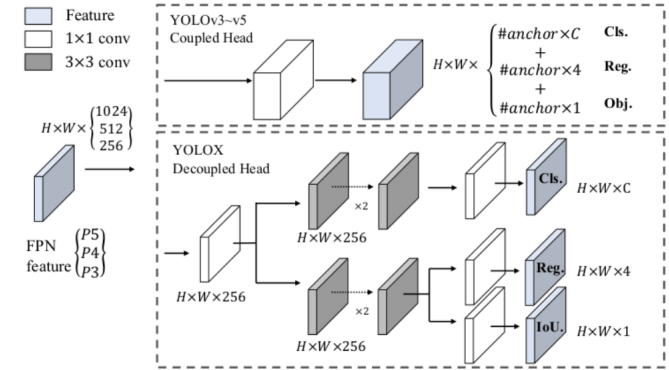 Feature
1×1 conv
3×3 conv
H×W×{1024
512
256}
FPN
feature {P5
P4
P3}
YOLOv3~v5
Coupled Head
H×W× {#anchor×C Cls.
+
#anchor×4 Reg.
+
#anchor×1 Obj.
YOLOX
Decoupled Head
H×W×256
×2
H×W×256
Cls.
H×W×C
×2
H×W×256
Reg.
H×W×4
IoU.
H×W×1